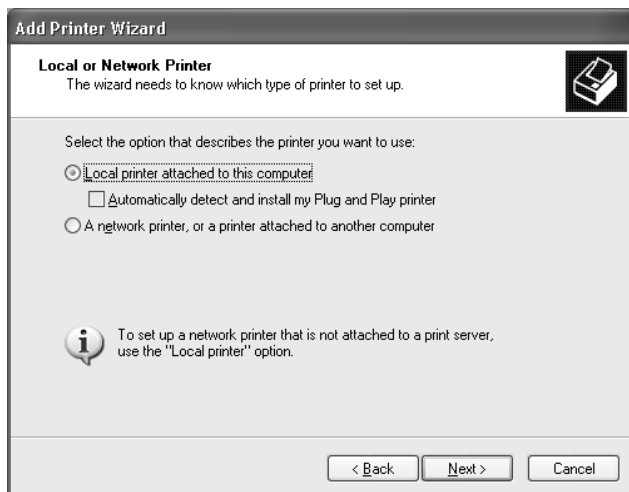 Add Printer Wizard
Local or Network Printer
The wizard needs to know which type of printer to set up.
Select the option that describes the printer you want to use:
Local printer attached to this computer
Automatically detect and install my Plug and Play printer
A network printer, or a printer attached to another computer
To set up a network printer that is not attached to a print server,
use the "Local printer" option.
< Back
Next >
Cancel